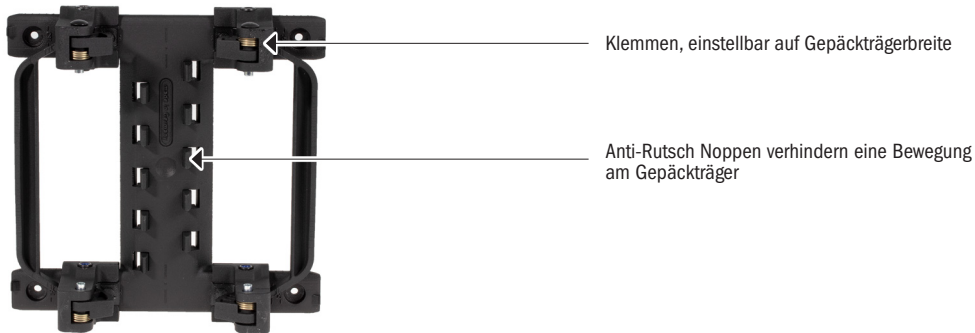 Klemmen, einstellbar auf Gepäckträgerbreite
Anti-Rutsch Noppen verhindern eine Bewegung
am Gepäckträger